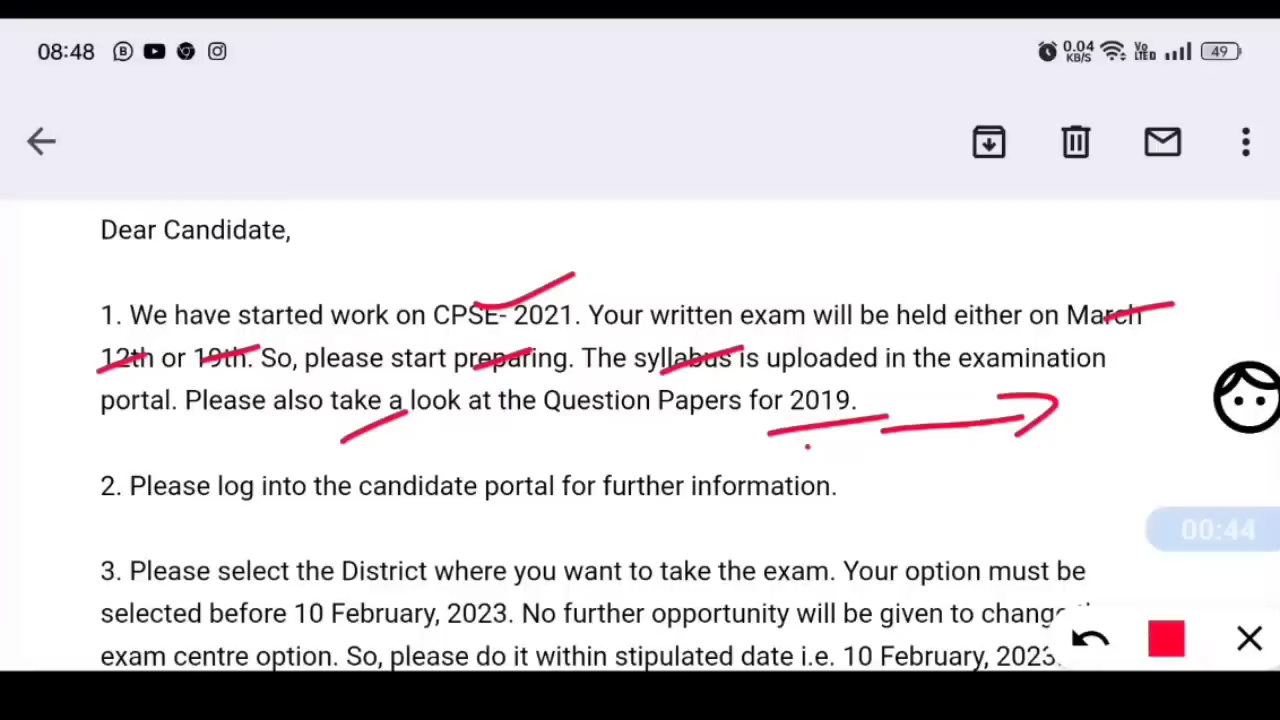 08:48 0.04 KB/S Vo LTE 49
Dear Candidate,
1. We have started work on CPSE- 2021. Your written exam will be held either on March
12th or 19th. So, please start preparing. The syllabus is uploaded in the examination
portal. Please also take a look at the Question Papers for 2019.
2. Please log into the candidate portal for further information.
00:44
3. Please select the District where you want to take the exam. Your option must be
selected before 10 February, 2023. No further opportunity will be given to change
exam centre option. So, please do it within stipulated date i.e. 10 February, 2023.